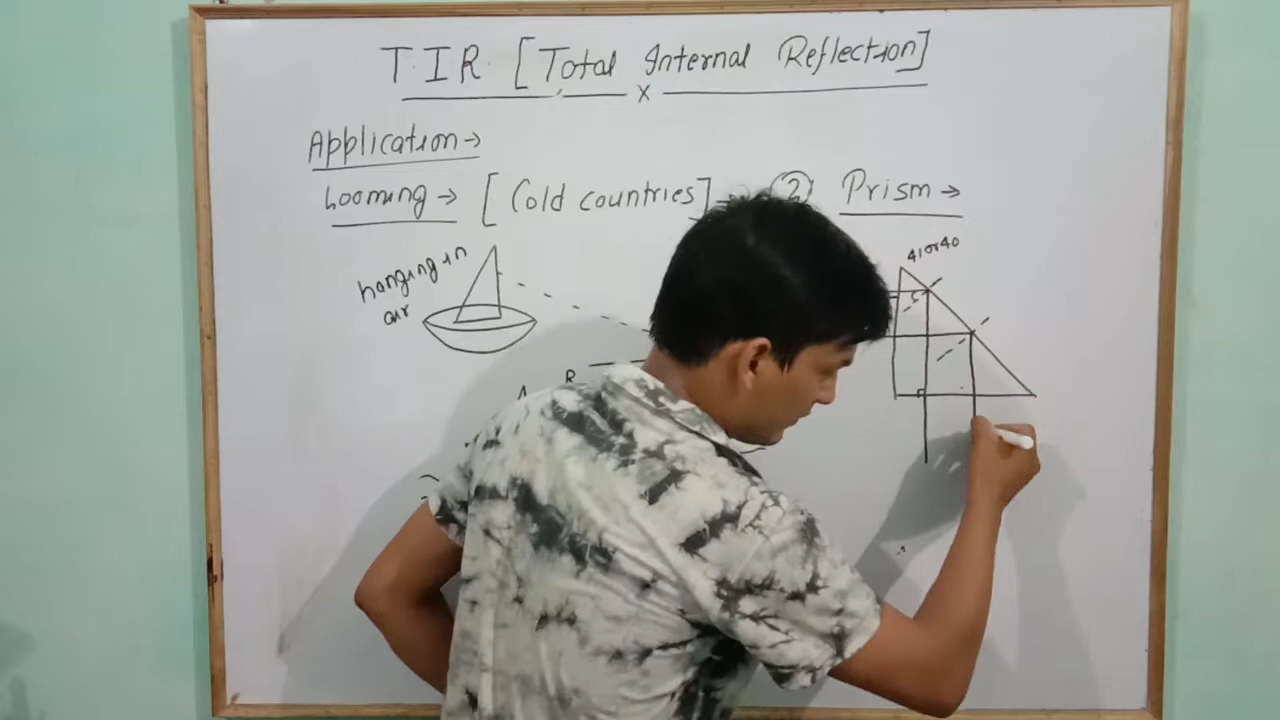 T.I.R. [Total Internal Reflection]
x
Application→
Looming→ [Cold countries]
② Prism→
hanging in
air
41 or 40
c
A
R